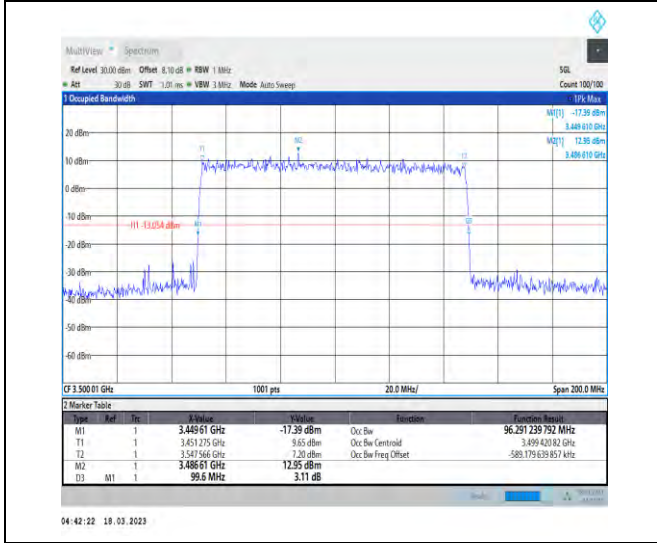 MultiView Spectrum
Ref Level 30.00 dBm Offset 8.10 dB RBW 1 MHz SGL
Att 30 dB SWT 1.01 ms VBW 3 MHz Mode Auto Sweep Count 100/100
1 Occupied Bandwidth 1Pk Max
M1[1] -17.39 dBm
3.449 610 GHz
M2[1] 12.95 dBm
3.486 610 GHz
20 dBm
T1
M2
T2
10 dBm
0 dBm
-10 dBm
H1 -13.054 dBm
M1
D3
-20 dBm
-30 dBm
-40 dBm
-50 dBm
-60 dBm
CF 3.500 01 GHz 1001 pts 20.0 MHz/ Span 200.0 MHz
2 Marker Table
Type Ref Trc X-Value Y-Value Function Function Result
M1 1 3.449 61 GHz -17.39 dBm Occ Bw 96.291 239 792 MHz
T1 1 3.451 275 GHz 9.65 dBm Occ Bw Centroid 3.499 420 82 GHz
T2 1 3.547 566 GHz 7.20 dBm Occ Bw Freq Offset -589.179 639 857 kHz
M2 1 3.486 61 GHz 12.95 dBm
D3 M1 1 99.6 MHz 3.11 dB
04:42:22 18.03.2023